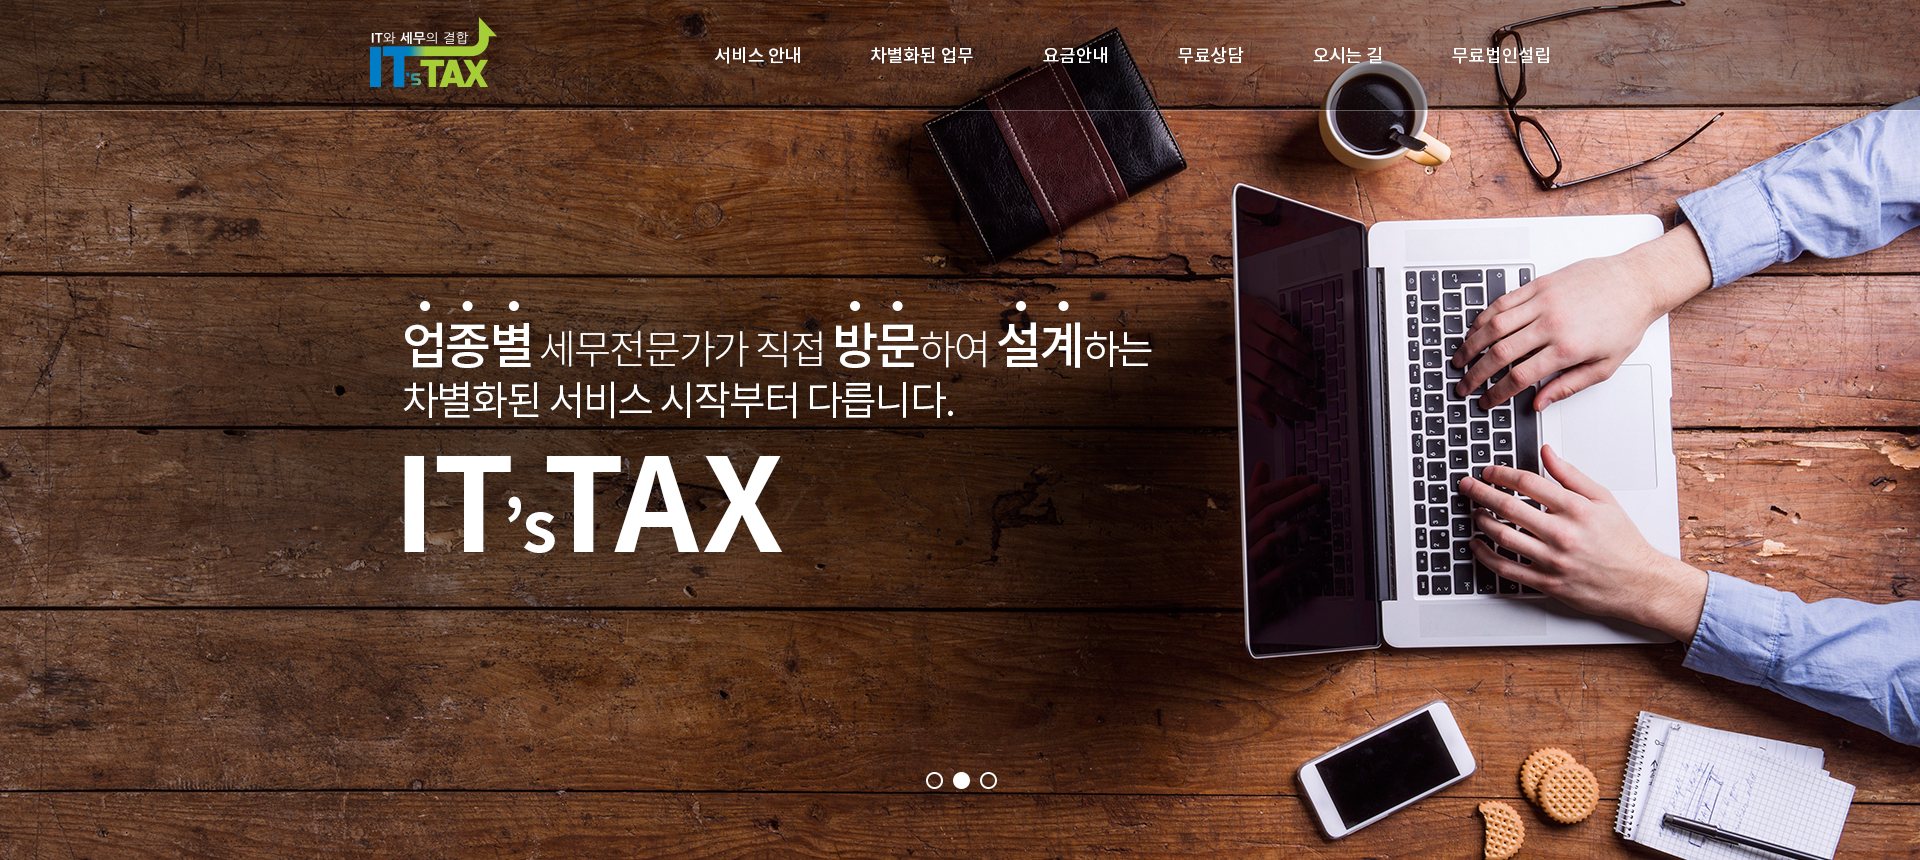 IT와 세무의 결합
IT's TAX
서비스 안내
차별화된 업무
요금안내
무료상담
오시는 길
무료법인설립
업종별 세무전문가가 직접 방문하여 설계하는
차별화된 서비스 시작부터 다릅니다.
IT'sTAX